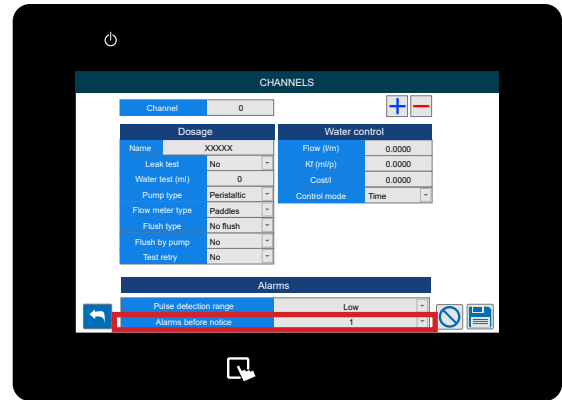 CHANNELS
Channel 0
Dosage
Name XXXXX
Leak test No
Water test (ml) 0
Pump type Peristaltic
Flow meter type Paddles
Flush type No flush
Flush by pump No
Test retry No
Water control
Flow (l/m) 0.0000
Kf (ml/p) 0.0000
Cost/l 0.0000
Control mode Time
Alarms
Pulse detection range Low
Alarms before notice 1